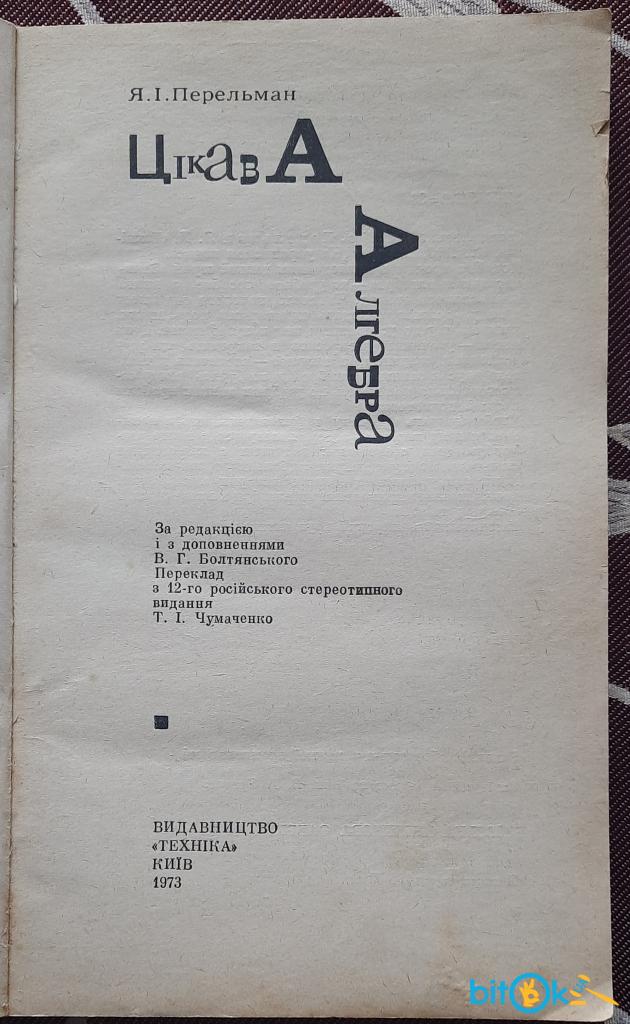 Я.І.Перельман
ЦікавА
Алгебра
За редакцією
і з доповненнями
В. Г. Болтянського
Переклад
з 12-го російського стереотипного
видання
Т. І. Чумаченко
ВИДАВНИЦТВО
«ТЕХНІКА»
КИЇВ
1973
bitok